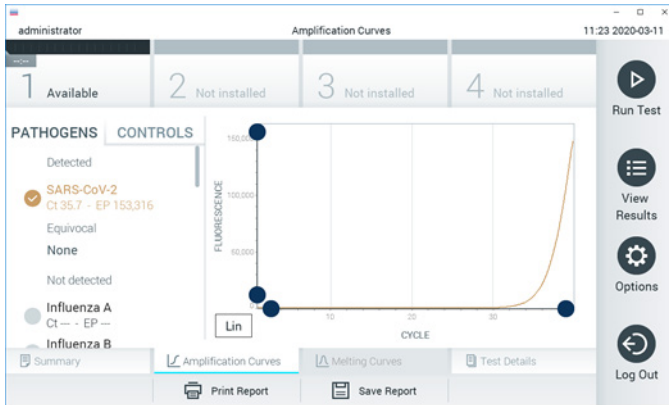 administrator Amplification Curves 11:23 2020-03-11
--:--
1 Available 2 Not installed 3 Not installed 4 Not installed
Run Test
PATHOGENS CONTROLS
Detected
SARS-CoV-2
Ct 35.7 - EP 153,316
Equivocal
None
Not detected
Influenza A
Ct --- - EP ---
Influenza B
FLUORESCENCE
160,000
100,000
50,000
0
10 20 30
CYCLE
Lin
View
Results
Options
Log Out
Summary Amplification Curves Melting Curves Test Details
Print Report Save Report